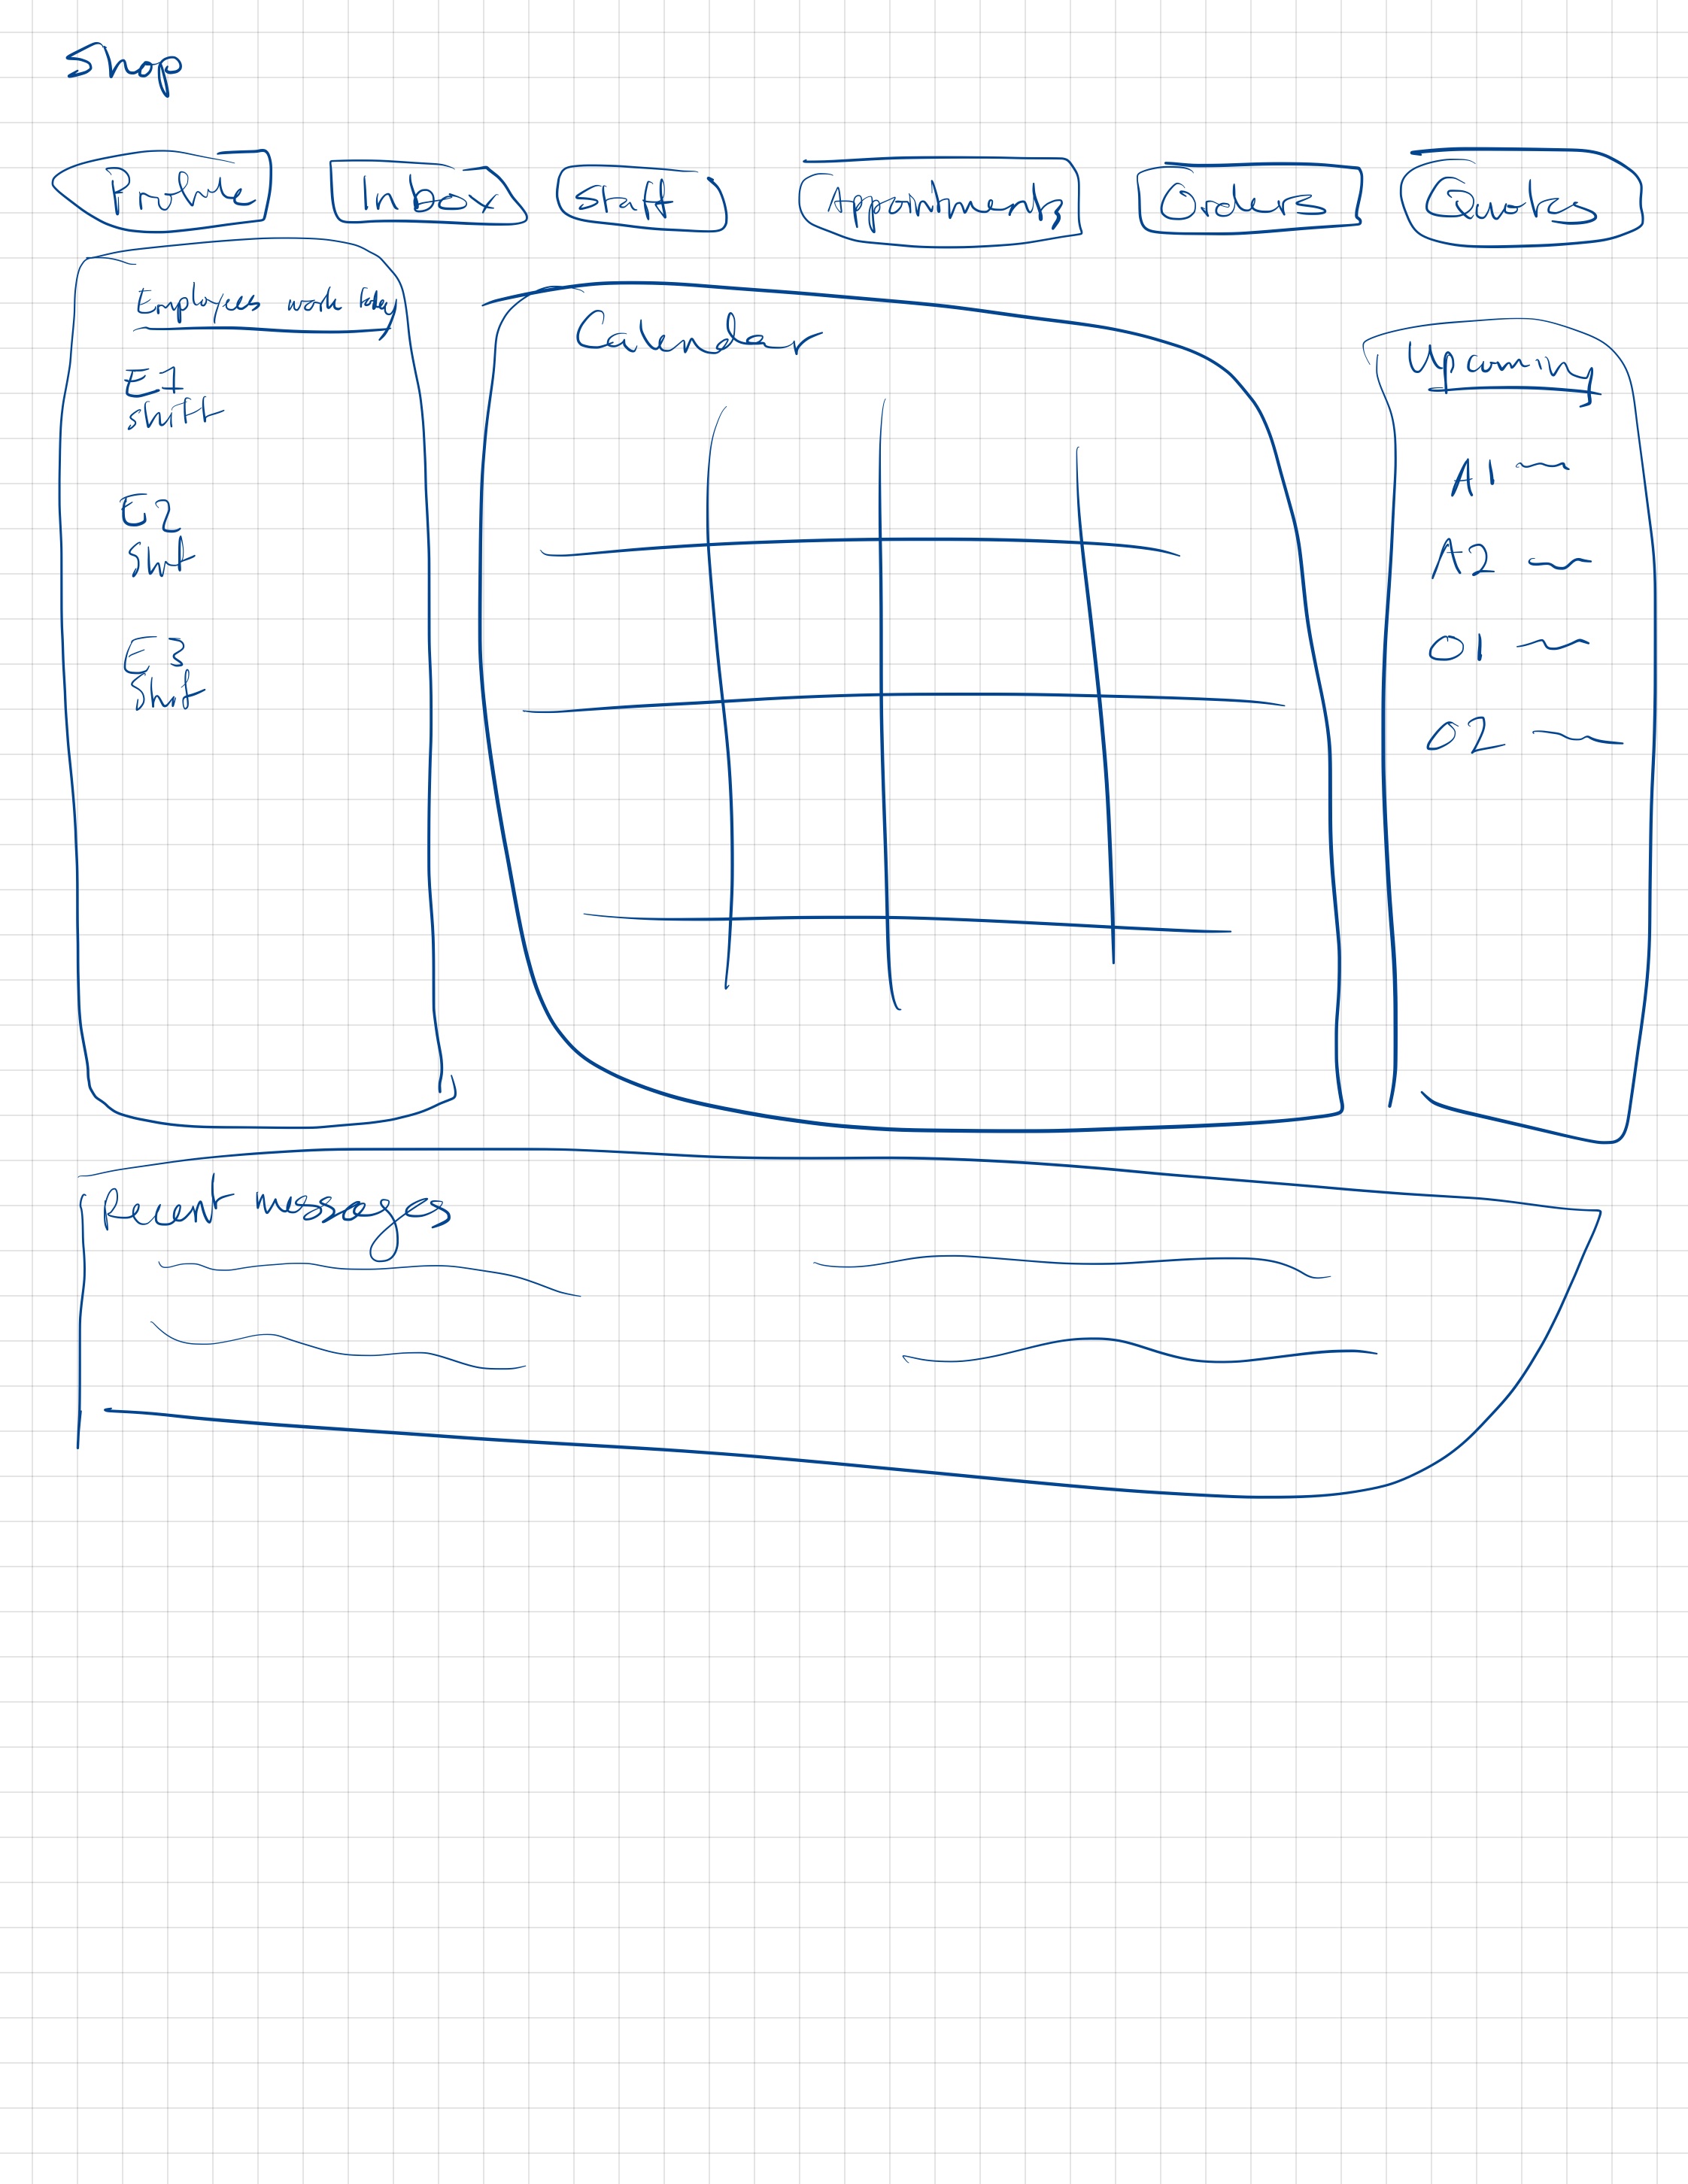 Shop
Profile Inbox Staff Appointments Orders Quotes
Employees work today
E1
shift
E2
Shift
E3
Shif
Calendar
Upcoming
A1
A2
O1
O2
Recent messages